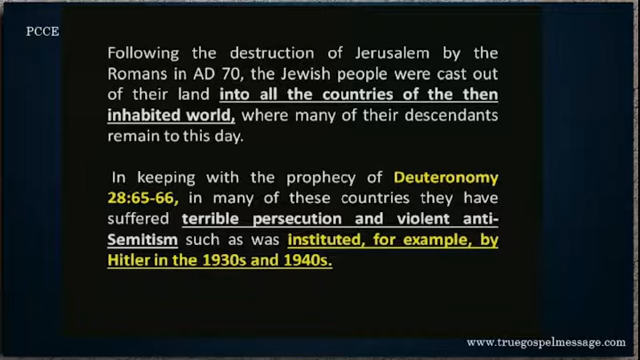 PCCE
Following the destruction of Jerusalem by the
Romans in AD 70, the Jewish people were cast out
of their land into all the countries of the then
inhabited world, where many of their descendants
remain to this day.
In keeping with the prophecy of Deuteronomy
28:65-66, in many of these countries they have
suffered terrible persecution and violent anti-
Semitism such as was instituted, for example, by
Hitler in the 1930s and 1940s.
www.truegospelmessage.com